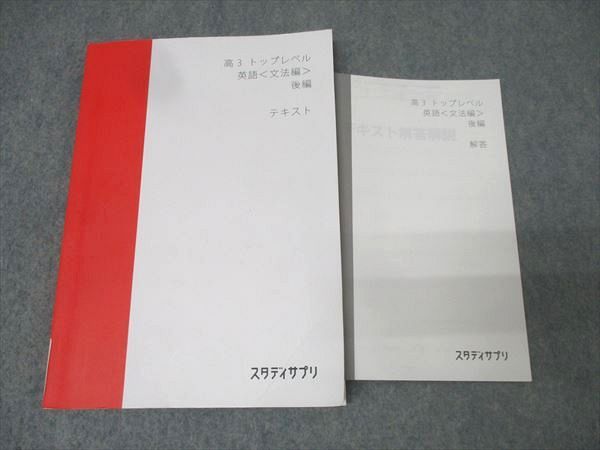 高3 トップレベル
英語＜文法編＞
後編
テキスト
スタディサプリ
高3 トップレベル
英語＜文法編＞
後編
テキスト解答解説
解答
スタディサプリ